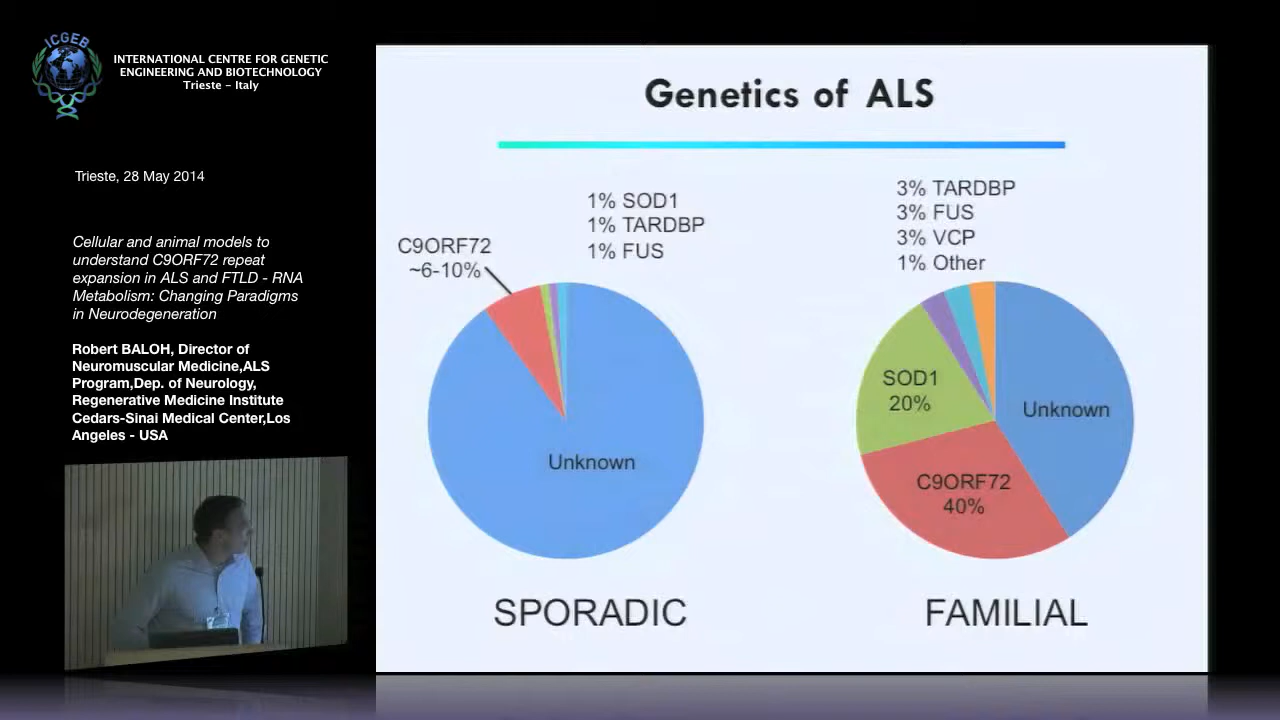 ICGEB
INTERNATIONAL CENTRE FOR GENETIC
ENGINEERING AND BIOTECHNOLOGY
Trieste – Italy
Trieste, 28 May 2014
Cellular and animal models to
understand C9ORF72 repeat
expansion in ALS and FTLD - RNA
Metabolism: Changing Paradigms
in Neurodegeneration
Robert BALOH, Director of
Neuromuscular Medicine,ALS
Program,Dep. of Neurology,
Regenerative Medicine Institute
Cedars-Sinai Medical Center,Los
Angeles - USA
Genetics of ALS
1% SOD1
1% TARDBP
1% FUS
C9ORF72
~6-10%
Unknown
SPORADIC
3% TARDBP
3% FUS
3% VCP
1% Other
SOD1
20%
Unknown
C9ORF72
40%
FAMILIAL